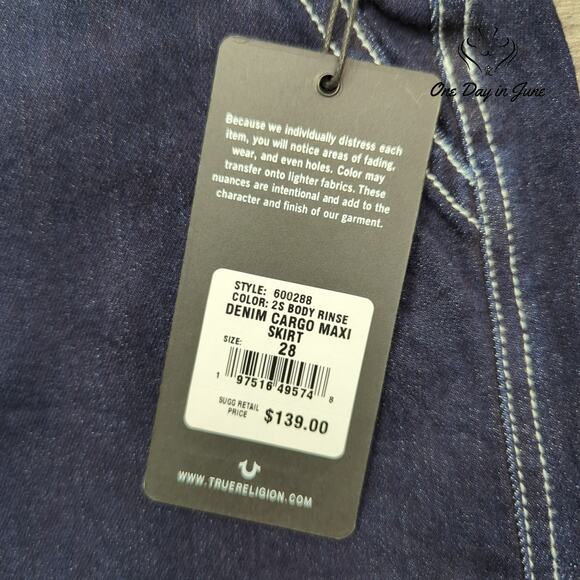 One Day in June
Because we individually distress each
item, you will notice areas of fading,
wear, and even holes. Color may
transfer onto lighter fabrics. These
nuances are intentional and add to the
character and finish of our garment.
STYLE: 600288
COLOR: 2S BODY RINSE
DENIM CARGO MAXI
SKIRT
SIZE: 28
1 97516 49574 8
SUGG RETAIL
PRICE $139.00
WWW.TRUERELIGION.COM